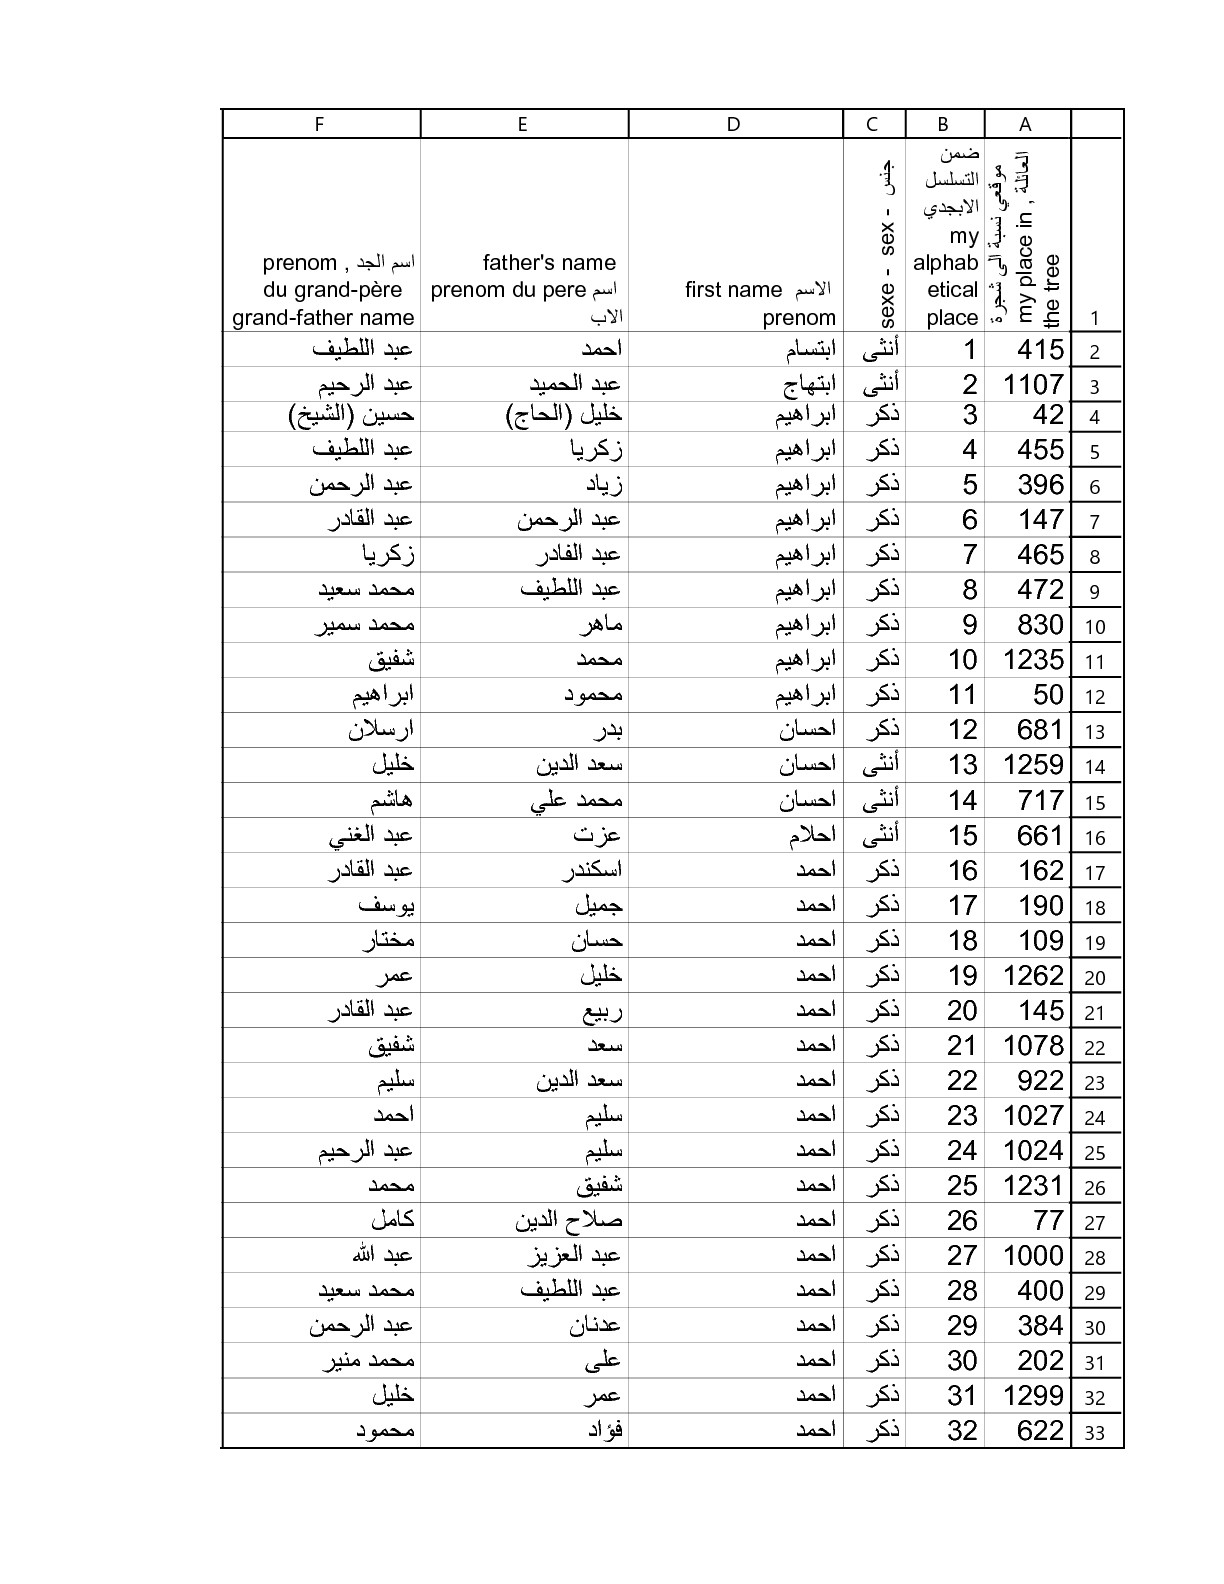 A B C D E F
1
موقعي نسبة الى شجرة
العائلة , my place in
the tree
ضمن
التسلسل
الابجدي
my
alphab
etical
place
sexe - sex - جنس
first name الاسم
prenom
father's name
prenom du pere اسم
الاب
prenom , اسم الجد
du grand-père
grand-father name
2 415 1 أنثى ابتسام احمد عبد اللطيف
3 1107 2 أنثى ابتهاج عبد الحميد عبد الرحيم
4 42 3 ذكر ابراهيم خليل (الحاج) حسين (الشيخ)
5 455 4 ذكر ابراهيم زكريا عبد اللطيف
6 396 5 ذكر ابراهيم زياد عبد الرحمن
7 147 6 ذكر ابراهيم عبد الرحمن عبد القادر
8 465 7 ذكر ابراهيم عبد الفادر زكريا
9 472 8 ذكر ابراهيم عبد اللطيف محمد سعيد
10 830 9 ذكر ابراهيم ماهر محمد سمير
11 1235 10 ذكر ابراهيم محمد شفيق
12 50 11 ذكر ابراهيم محمود ابراهيم
13 681 12 ذكر احسان بدر ارسلان
14 1259 13 أنثى احسان سعد الدين خليل
15 717 14 أنثى احسان محمد علي هاشم
16 661 15 أنثى احلام عزت عبد الغني
17 162 16 ذكر احمد اسكندر عبد القادر
18 190 17 ذكر احمد جميل يوسف
19 109 18 ذكر احمد حسان مختار
20 1262 19 ذكر احمد خليل عمر
21 145 20 ذكر احمد ربيع عبد القادر
22 1078 21 ذكر احمد سعد شفيق
23 922 22 ذكر احمد سعد الدين سليم
24 1027 23 ذكر احمد سليم احمد
25 1024 24 ذكر احمد سليم عبد الرحيم
26 1231 25 ذكر احمد شفيق محمد
27 77 26 ذكر احمد صلاح الدين كامل
28 1000 27 ذكر احمد عبد العزيز عبد الله
29 400 28 ذكر احمد عبد اللطيف محمد سعيد
30 384 29 ذكر احمد عدنان عبد الرحمن
31 202 30 ذكر احمد على محمد منير
32 1299 31 ذكر احمد عمر خليل
33 622 32 ذكر احمد فؤاد محمود